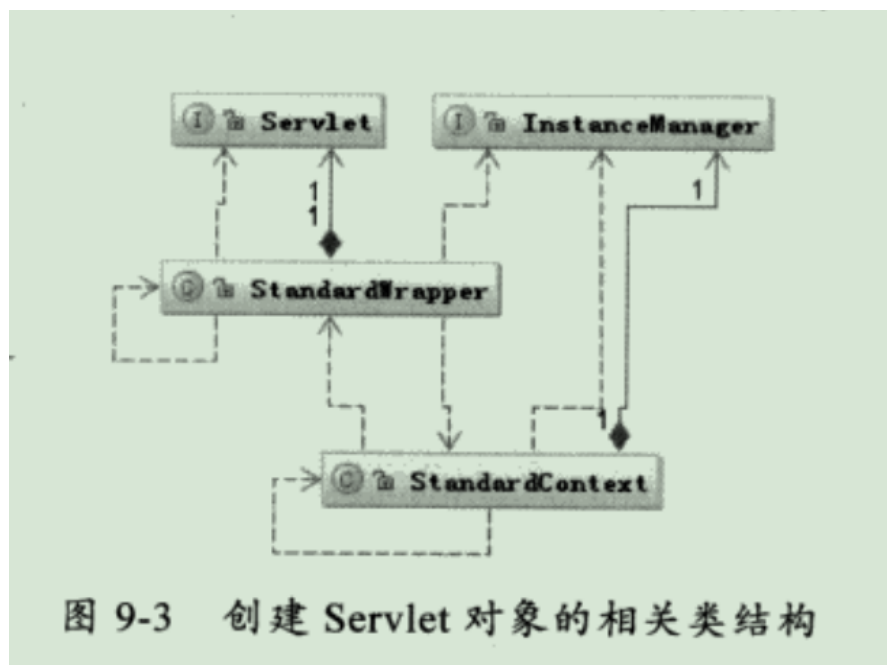 I Servlet
I InstanceManager
1
1
1
C StandardWrapper
1
C StandardContext
图 9-3 创建 Servlet 对象的相关类结构